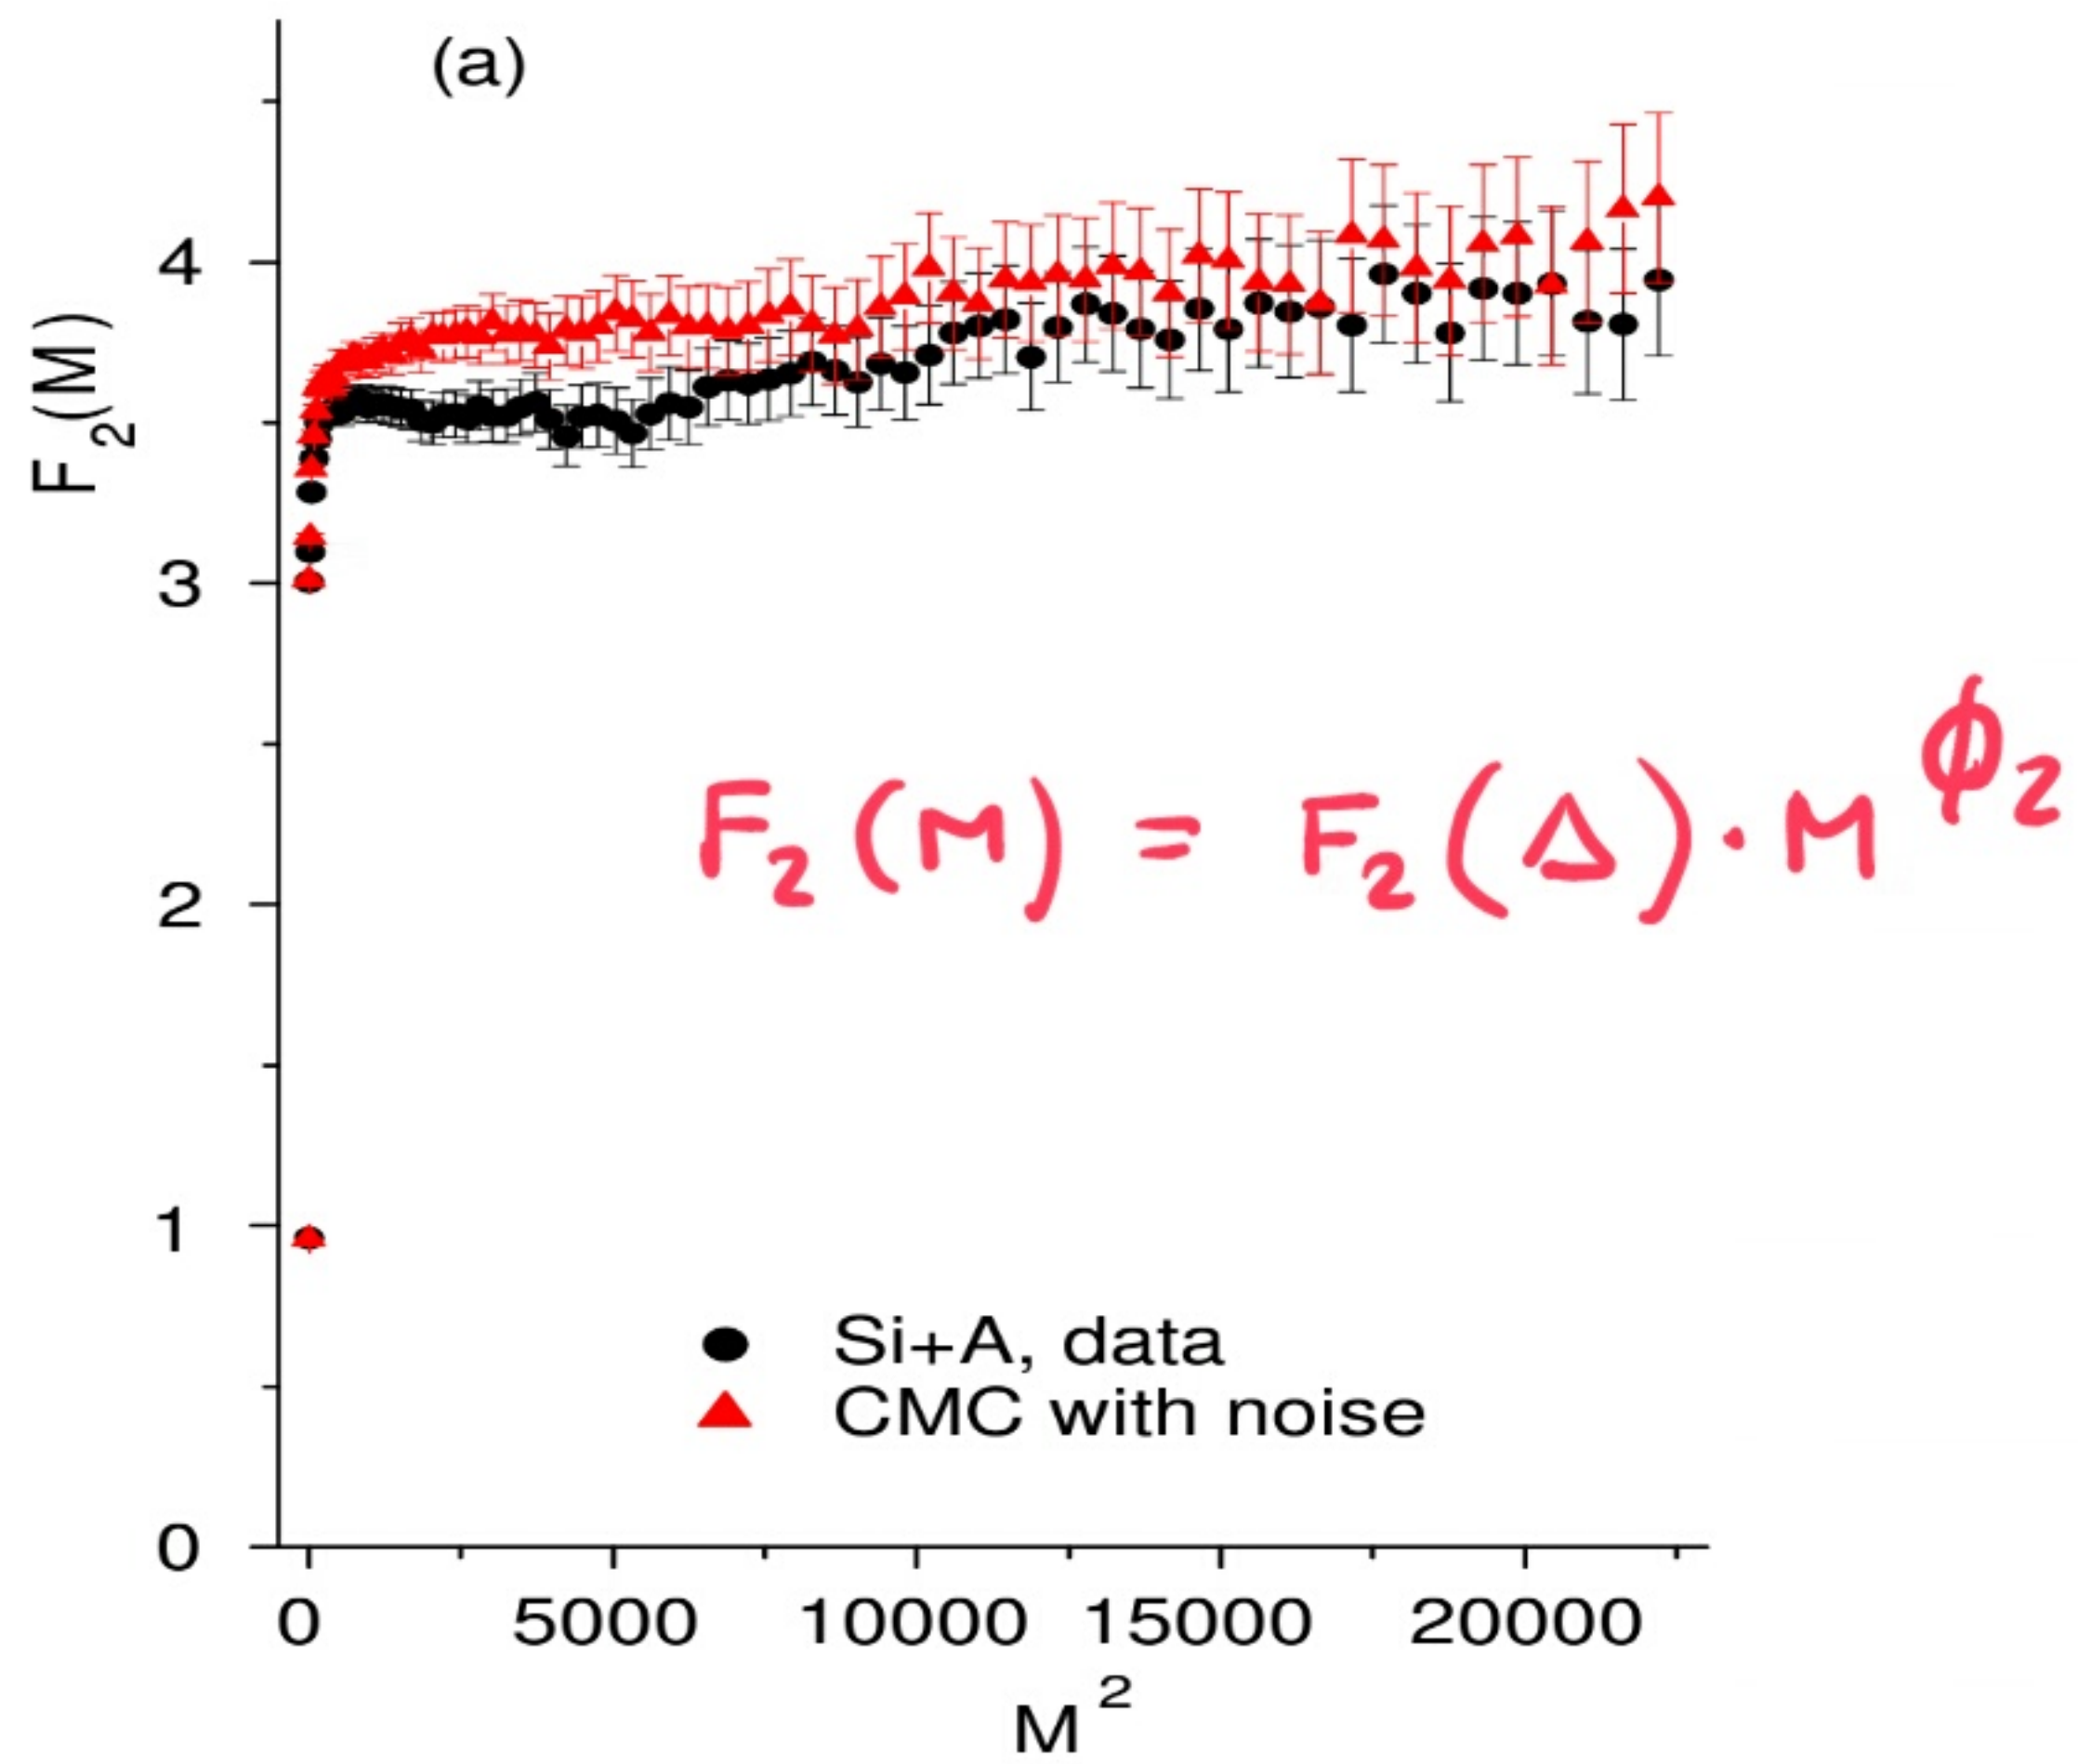 (a)
F₂(M)
4
3
2
1
0
F₂(M) = F₂(Δ)·M^ϕ₂
Si+A, data
CMC with noise
0 5000 10000 15000 20000
M²